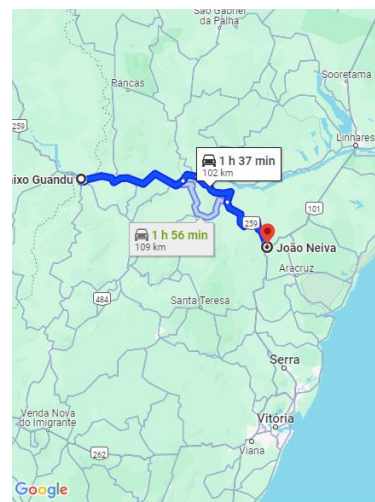 São Gabriel
da Palha
Sooretama
259
Pancas
Linhares
1 h 37 min
102 km
ixo Guandu
101
259
1 h 56 min
109 km
João Neiva
Aracruz
484
Santa Teresa
Serra
Venda Nova
do Imigrante
Vitória
262
Viana
Google